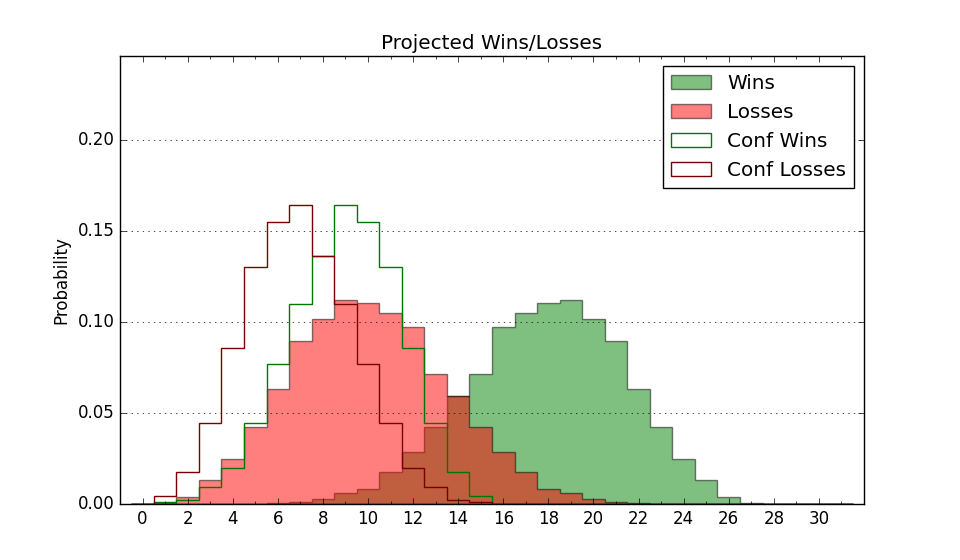 Projected Wins/Losses
Wins
Losses
Conf Wins
Conf Losses
Probability
0.20
0.15
0.10
0.05
0.00
0 2 4 6 8 10 12 14 16 18 20 22 24 26 28 30